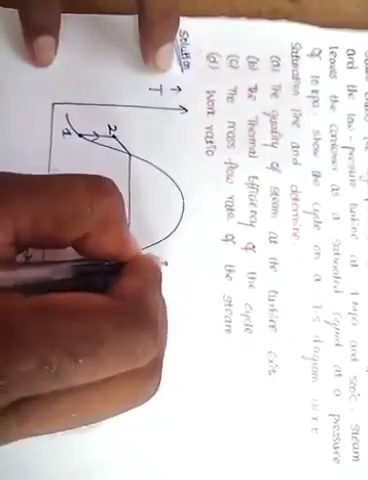 and the low-pressure turbine at 1 MPa and 500°C. steam
leaves the condenser as a saturated liquid at a pressure
of 10 kpa. show the cycle on a T-S diagram w.r.t
Saturation line and determine.
(a) The quality of steam at the turbine exit
(b) The Thermal Efficiency of the cycle
(c) The mass-flow rate of the steam
(d) Work ratio
Solution
T
2
1